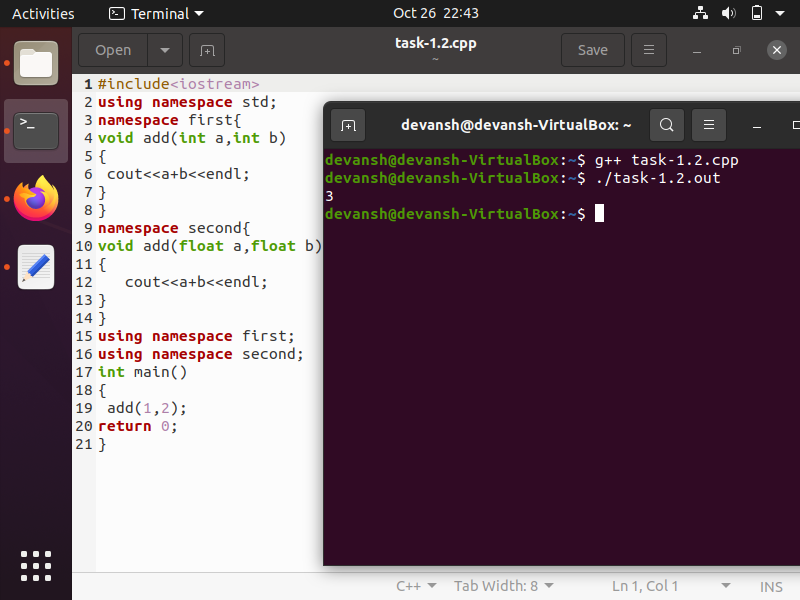 Activities
Terminal
Oct 26 22:43
Open
task-1.2.cpp
~
Save
1 #include<iostream>
2 using namespace std;
3 namespace first{
4 void add(int a,int b)
5 {
6 cout<<a+b<<endl;
7 }
8 }
9 namespace second{
10 void add(float a,float b)
11 {
12 cout<<a+b<<endl;
13 }
14 }
15 using namespace first;
16 using namespace second;
17 int main()
18 {
19 add(1,2);
20 return 0;
21 }
devansh@devansh-VirtualBox: ~
devansh@devansh-VirtualBox:~$ g++ task-1.2.cpp
devansh@devansh-VirtualBox:~$ ./task-1.2.out
3
devansh@devansh-VirtualBox:~$
C++ Tab Width: 8 Ln 1, Col 1 INS